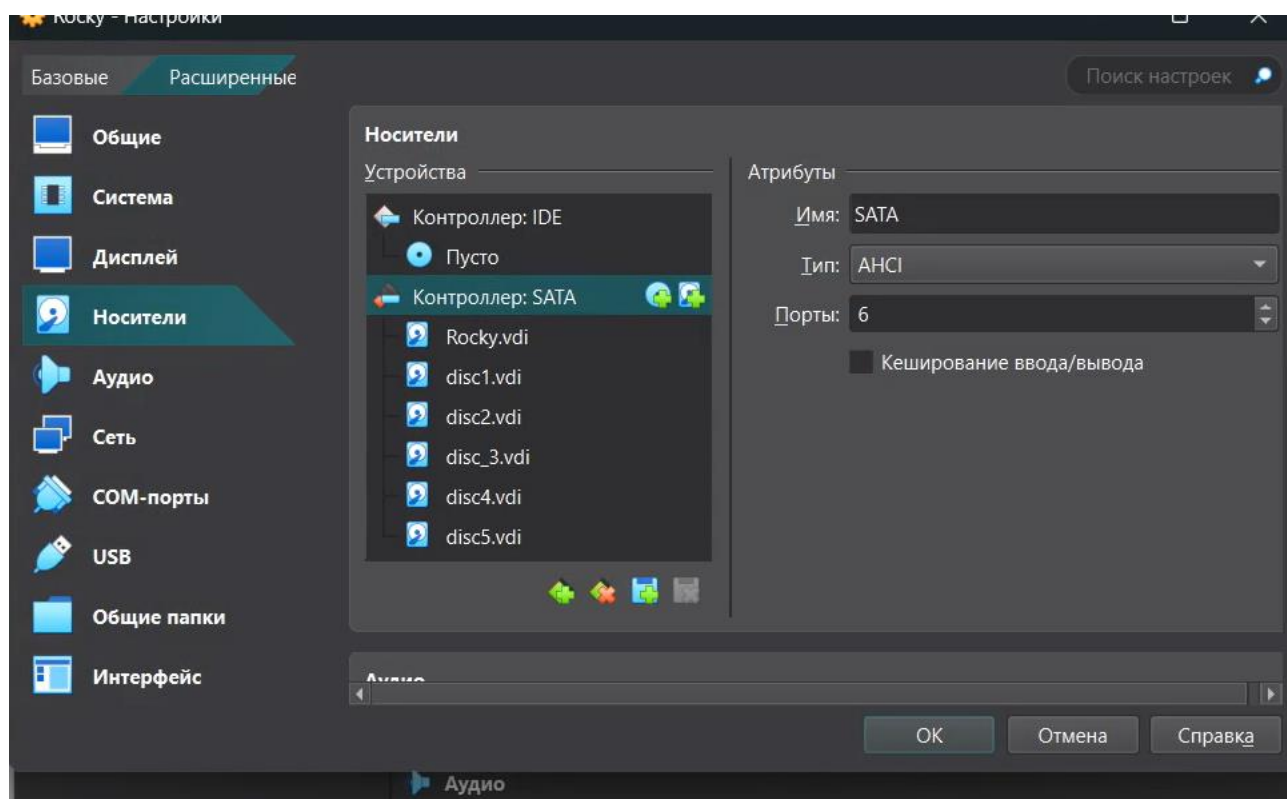 Rocky - Настройки
Базовые Расширенные Поиск настроек
Общие
Система
Дисплей
Носители
Аудио
Сеть
COM-порты
USB
Общие папки
Интерфейс
Носители
Устройства
Контроллер: IDE
Пусто
Контроллер: SATA
Rocky.vdi
disc1.vdi
disc2.vdi
disc_3.vdi
disc4.vdi
disc5.vdi
Атрибуты
Имя: SATA
Тип: AHCI
Порты: 6
Кеширование ввода/вывода
Аудио
OK Отмена Справка
Аудио